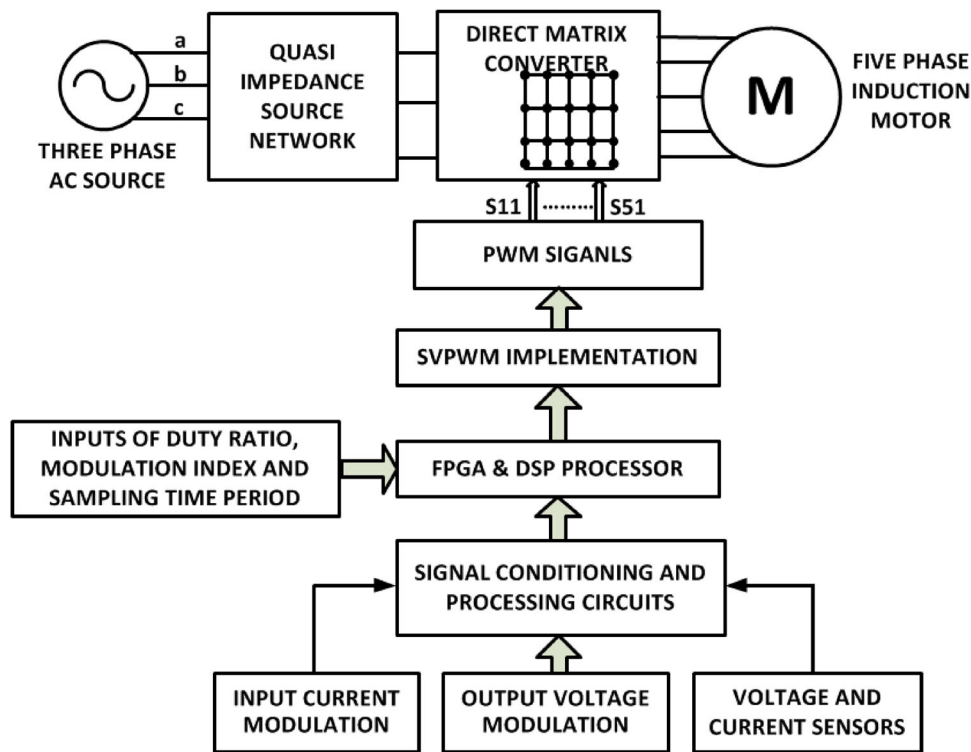 a
b
c
THREE PHASE
AC SOURCE
QUASI
IMPEDANCE
SOURCE
NETWORK
DIRECT MATRIX
CONVERTER
M
FIVE PHASE
INDUCTION
MOTOR
S11 ......... S51
PWM SIGANLS
SVPWM IMPLEMENTATION
INPUTS OF DUTY RATIO,
MODULATION INDEX AND
SAMPLING TIME PERIOD
FPGA & DSP PROCESSOR
SIGNAL CONDITIONING AND
PROCESSING CIRCUITS
INPUT CURRENT
MODULATION
OUTPUT VOLTAGE
MODULATION
VOLTAGE AND
CURRENT SENSORS